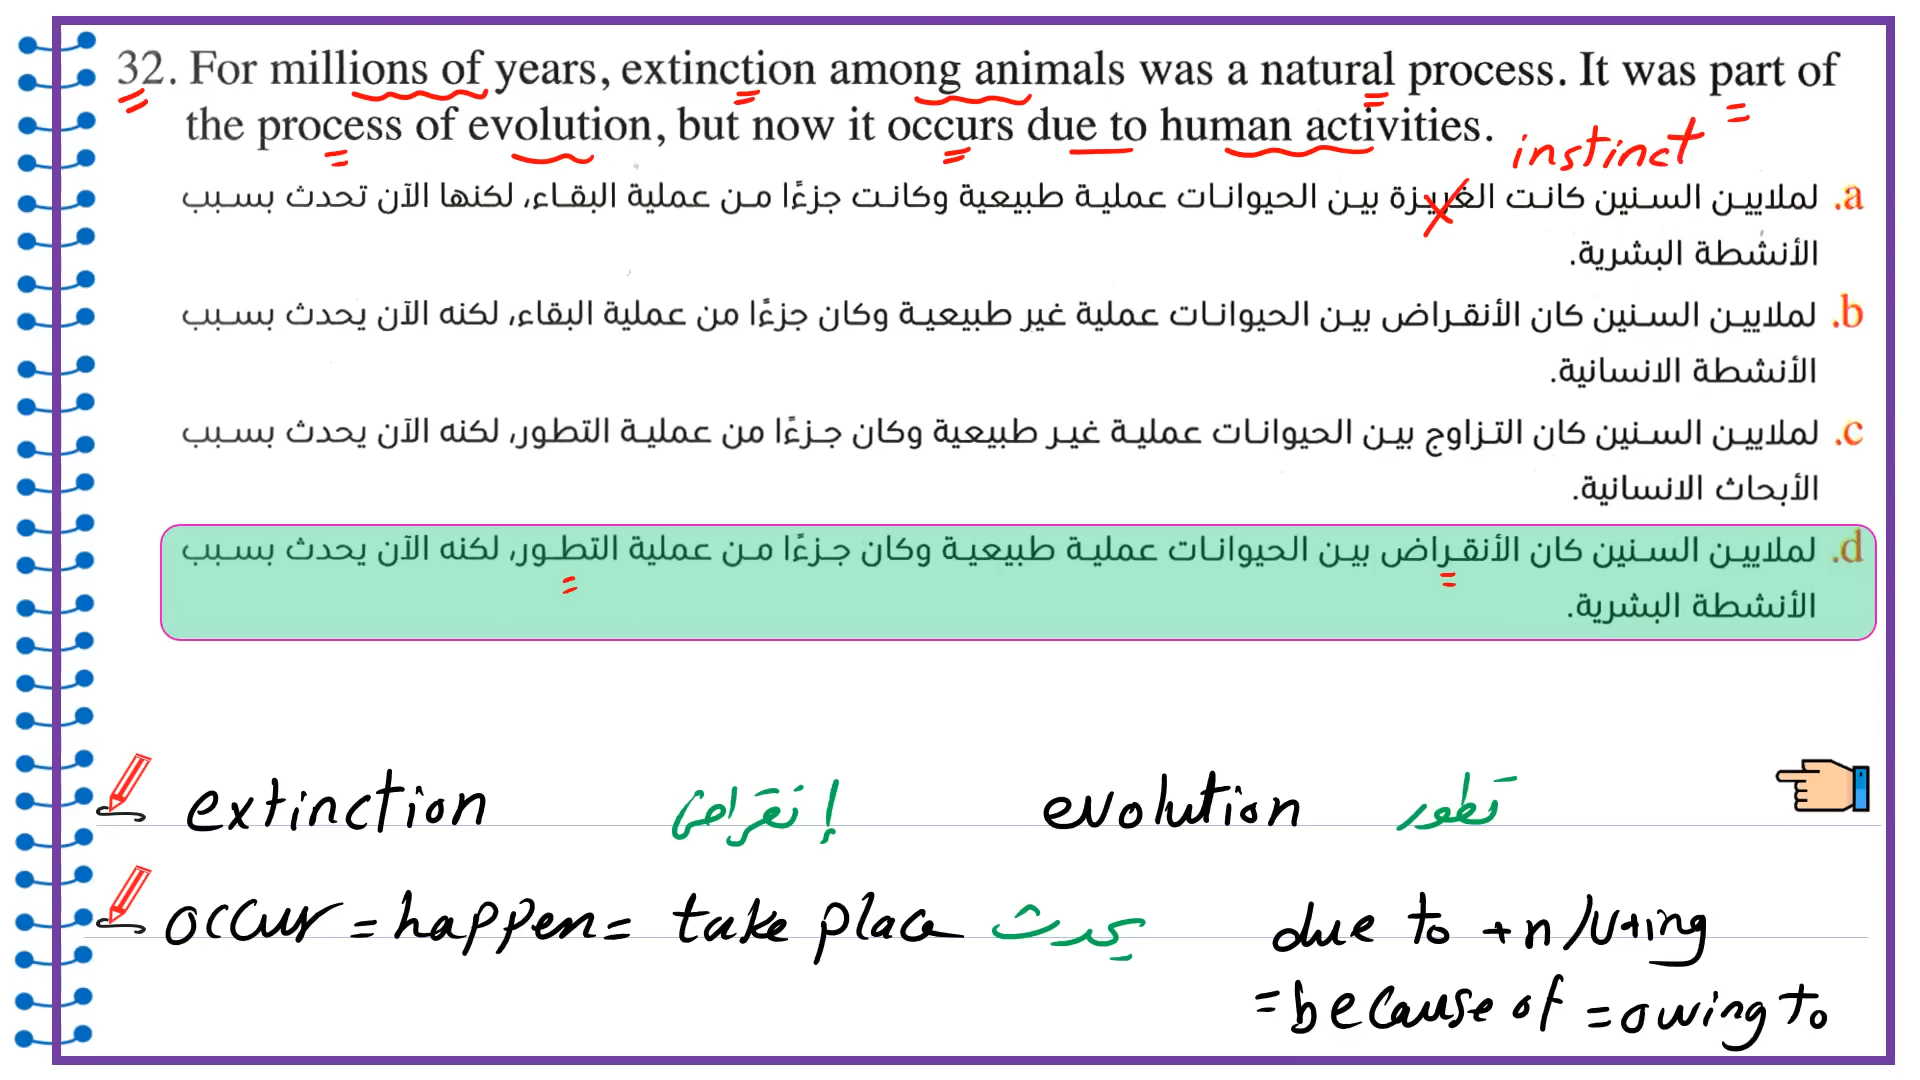 32. For millions of years, extinction among animals was a natural process. It was part of
the process of evolution, but now it occurs due to human activities.
instinct
a. لملايين السنين كانت الغريزة بين الحيوانات عملية طبيعية وكانت جزءًا من عملية البقاء، لكنها الآن تحدث بسبب
الأنشطة البشرية.
b. لملايين السنين كان الأنقراض بين الحيوانات عملية غير طبيعية وكان جزءًا من عملية البقاء، لكنه الآن يحدث بسبب
الأنشطة الانسانية.
c. لملايين السنين كان التزاوج بين الحيوانات عملية غير طبيعية وكان جزءًا من عملية التطور، لكنه الآن يحدث بسبب
الأبحاث الانسانية.
d. لملايين السنين كان الأنقراض بين الحيوانات عملية طبيعية وكان جزءًا من عملية التطور، لكنه الآن يحدث بسبب
الأنشطة البشرية.
extinction إنقراض evolution تطور
occur = happen = take place يحدث due to + n / v + ing
= because of = owing to